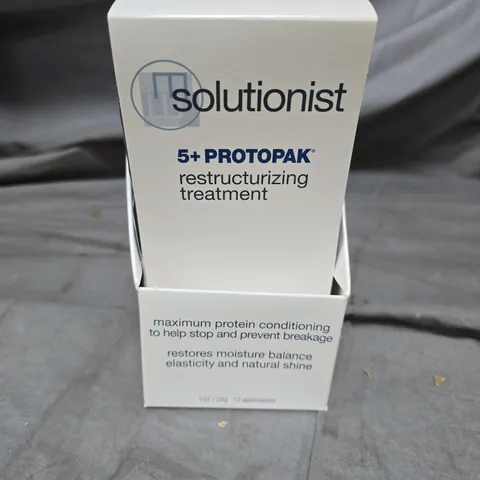 solutionist
5+ PROTOPAK®
restructurizing
treatment
maximum protein conditioning
to help stop and prevent breakage
restores moisture balance
elasticity and natural shine
applications